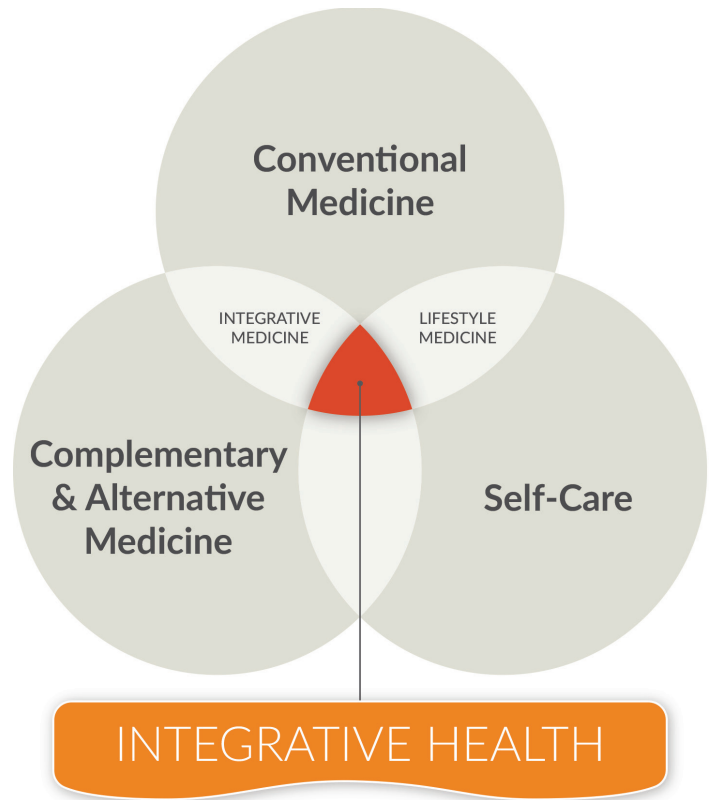 Conventional
Medicine
INTEGRATIVE
MEDICINE
LIFESTYLE
MEDICINE
Complementary
& Alternative
Medicine
Self-Care
INTEGRATIVE HEALTH